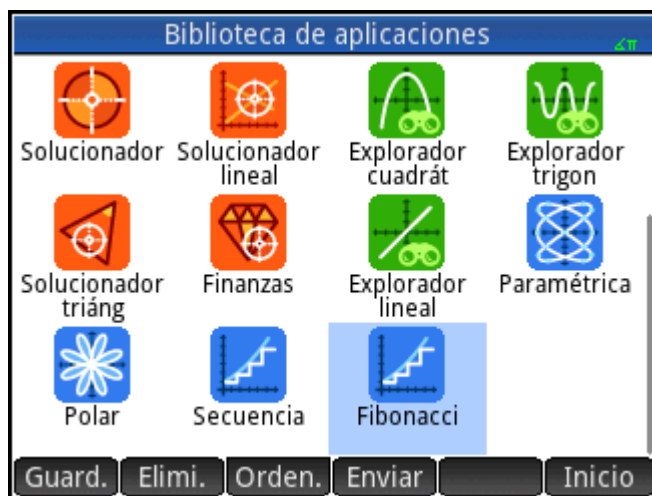 Biblioteca de aplicaciones
∡π
Solucionador
Solucionador
lineal
Explorador
cuadrát
Explorador
trigon
Solucionador
triáng
Finanzas
Explorador
lineal
Paramétrica
Polar
Secuencia
Fibonacci
Guard. Elimi. Orden. Enviar Inicio